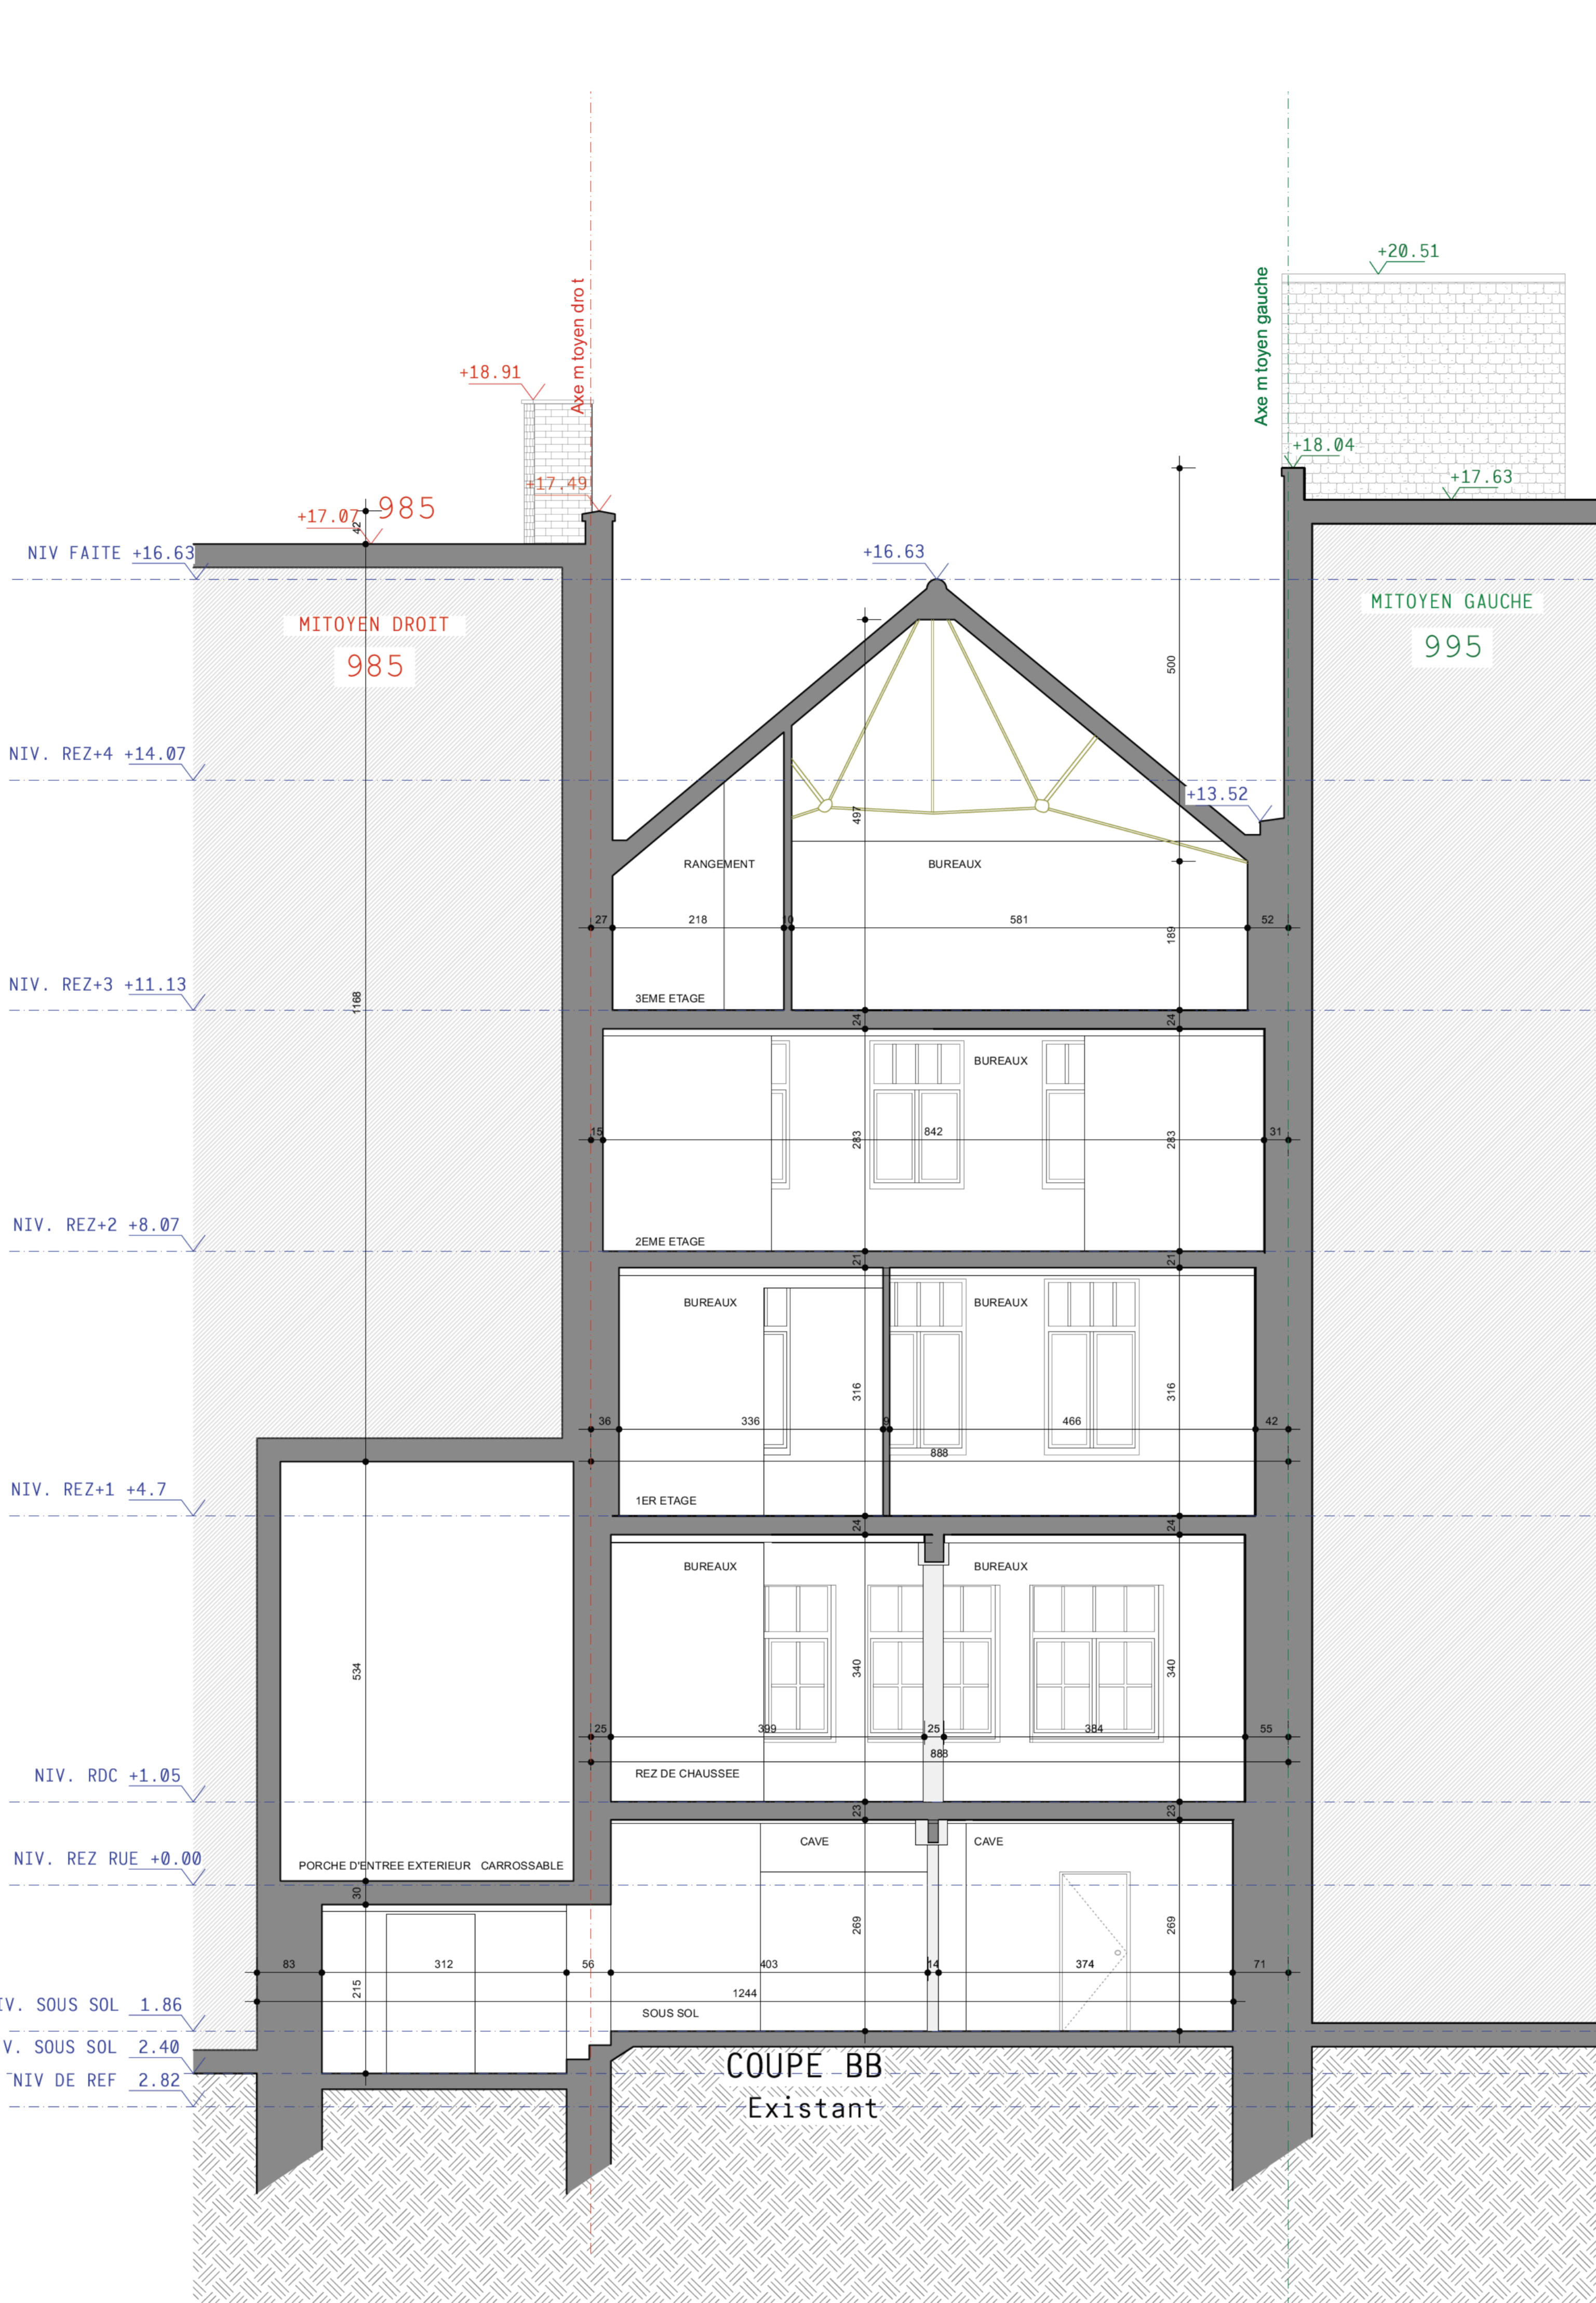 +20.51
Axe m toyen dro t
Axe m toyen gauche
+18.91
+18.04
+17.63
+17.49
+17.07
985
42
NIV FAITE +16.63
+16.63
MITOYEN DROIT
985
MITOYEN GAUCHE
995
500
NIV. REZ+4 +14.07
+13.52
497
RANGEMENT
BUREAUX
27
218
10
581
52
189
NIV. REZ+3 +11.13
3EME ETAGE
1168
24
24
BUREAUX
15
283
842
283
31
NIV. REZ+2 +8.07
2EME ETAGE
21
21
BUREAUX
BUREAUX
316
316
36
336
9
466
42
888
NIV. REZ+1 +4.7
1ER ETAGE
24
24
BUREAUX
BUREAUX
534
340
340
25
399
25
384
55
888
NIV. RDC +1.05
REZ DE CHAUSSEE
23
23
CAVE
CAVE
NIV. REZ RUE +0.00
PORCHE D'ENTREE EXTERIEUR CARROSSABLE
30
269
269
83
312
56
403
14
374
71
215
1244
V. SOUS SOL 1.86
SOUS SOL
V. SOUS SOL 2.40
NIV DE REF 2.82
COUPE BB
Existant